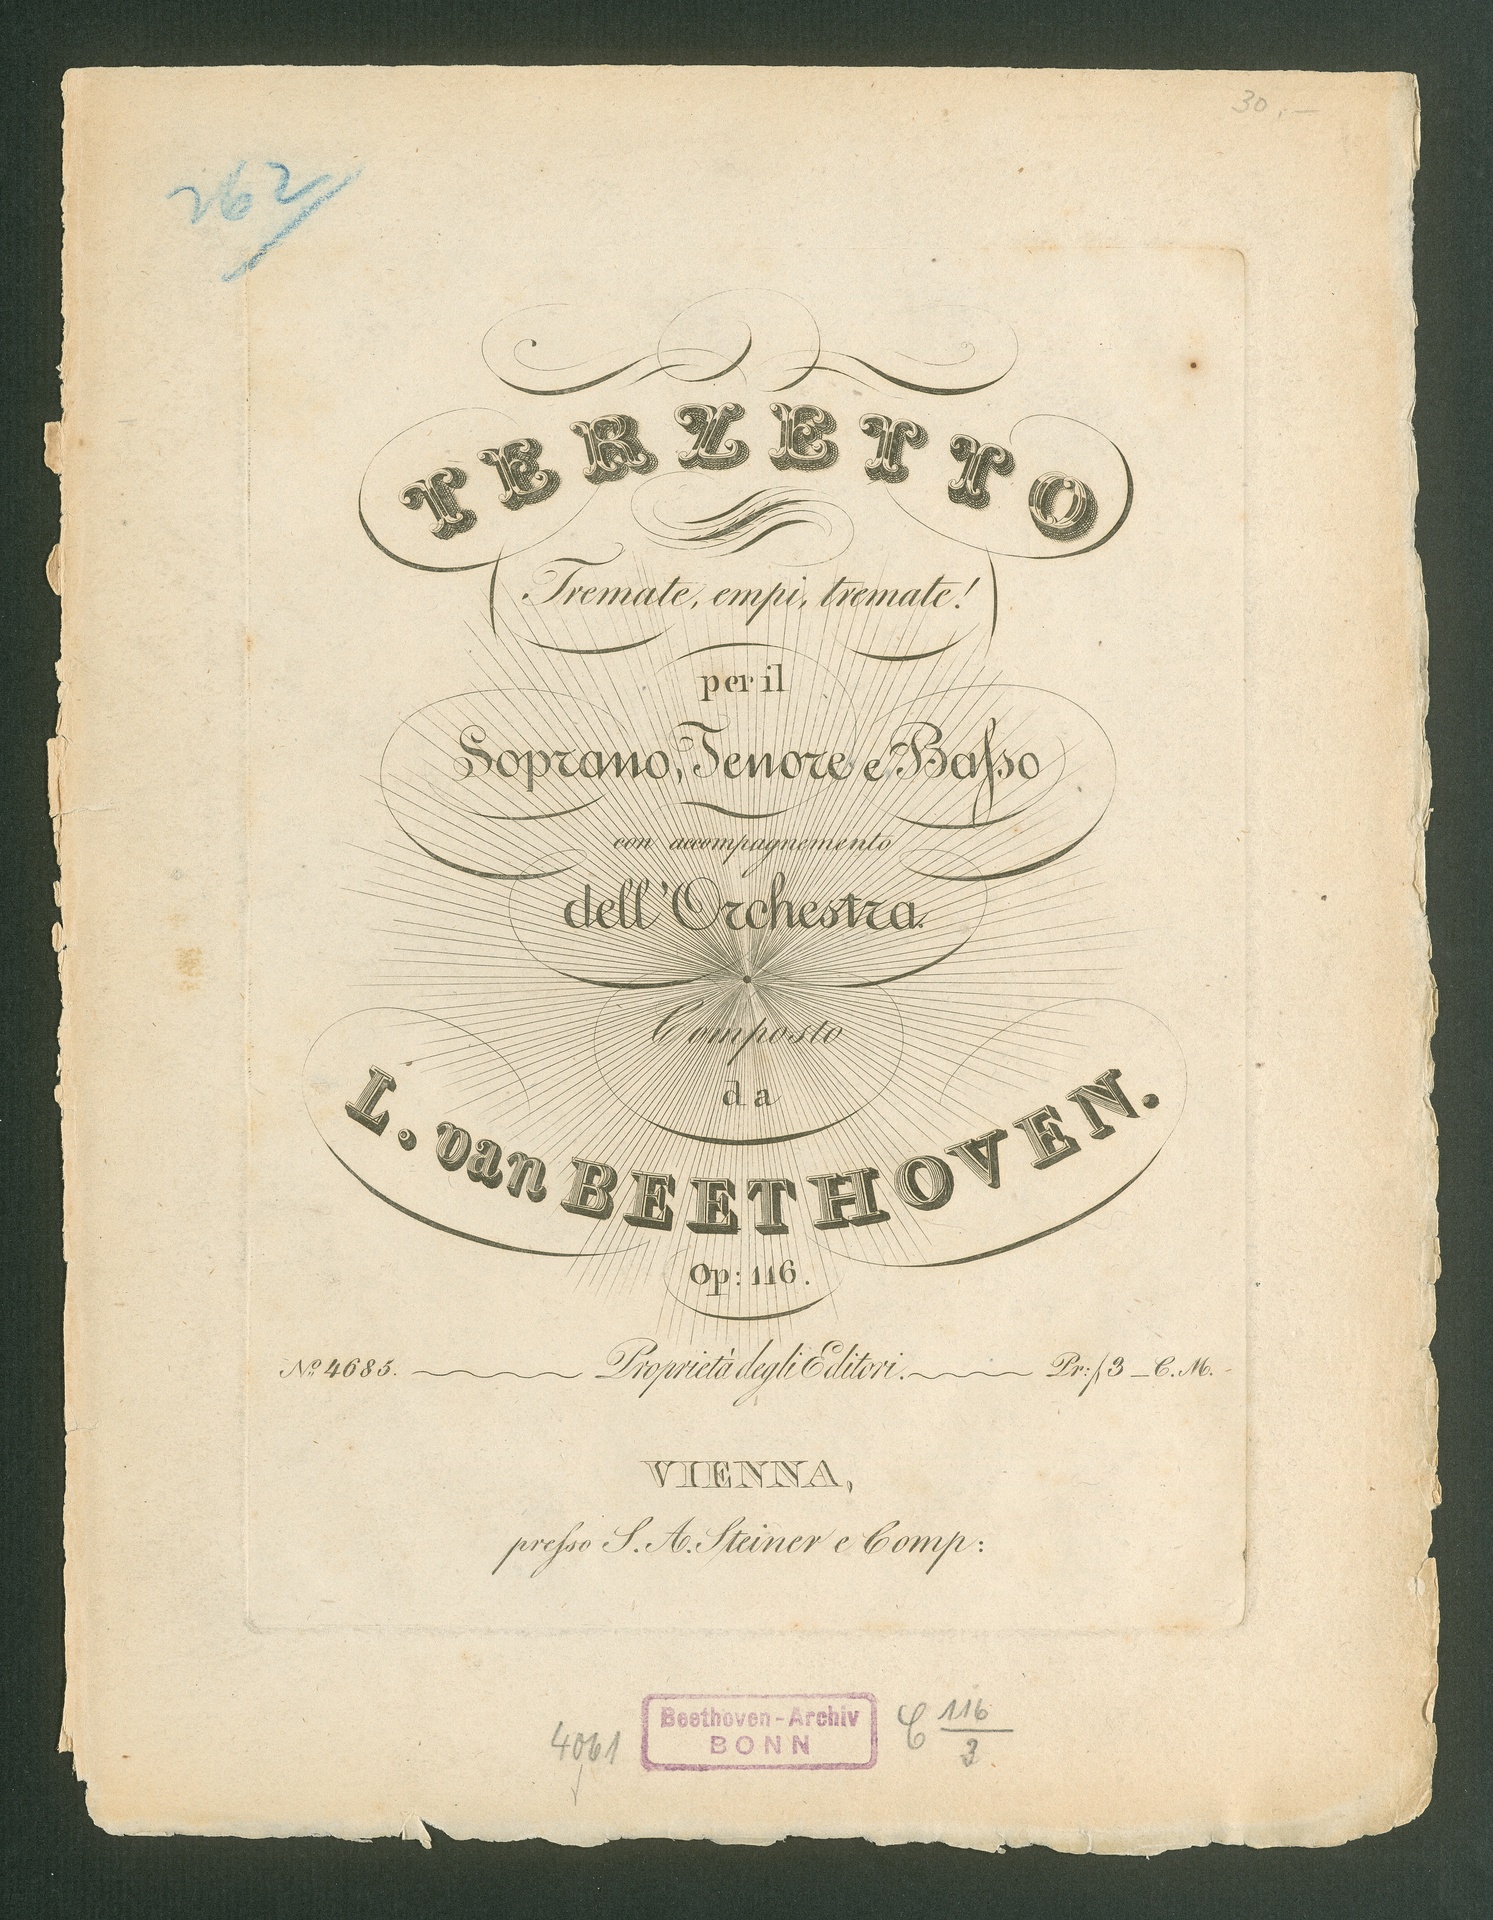 30.–
262
TERZETTO
(Tremate, empi, tremate!)
per il
Soprano, Tenore e Baſso
con accompagnemento
dell'Orchestra.
Composto
da
L. van BEETHOVEN.
Op: 116.
No. 4685. Proprietà degli Editori. Pr: f 3 _ C. M.
VIENNA,
preſso S. A. Steiner e Comp:
Beethoven-Archiv
BONN
4061
C 116
3